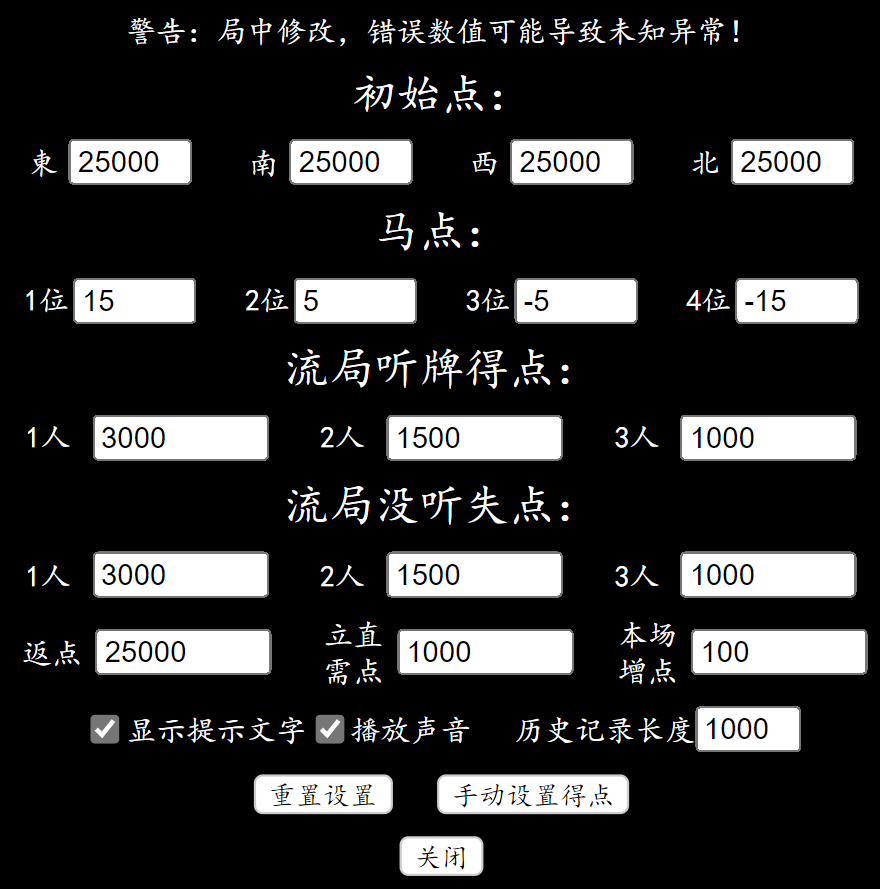 警告：局中修改，错误数值可能导致未知异常！
初始点：
東 25000 南 25000 西 25000 北 25000
马点：
1位 15 2位 5 3位 -5 4位 -15
流局听牌得点：
1人 3000 2人 1500 3人 1000
流局没听失点：
1人 3000 2人 1500 3人 1000
返点 25000 立直需点 1000 本场增点 100
显示提示文字 播放声音 历史记录长度 1000
重置设置 手动设置得点
关闭